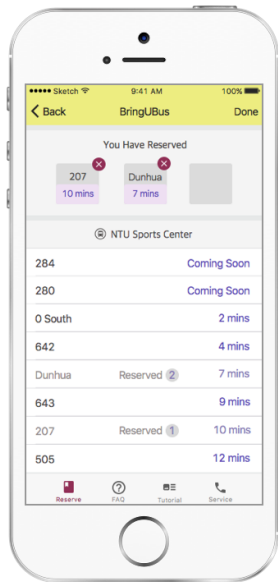 ••••• Sketch 9:41 AM 100%
Back BringUBus Done
You Have Reserved
207 Dunhua
10 mins 7 mins
NTU Sports Center
284 Coming Soon
280 Coming Soon
0 South 2 mins
642 4 mins
Dunhua Reserved 2 7 mins
643 9 mins
207 Reserved 1 10 mins
505 12 mins
Reserve FAQ Tutorial Service